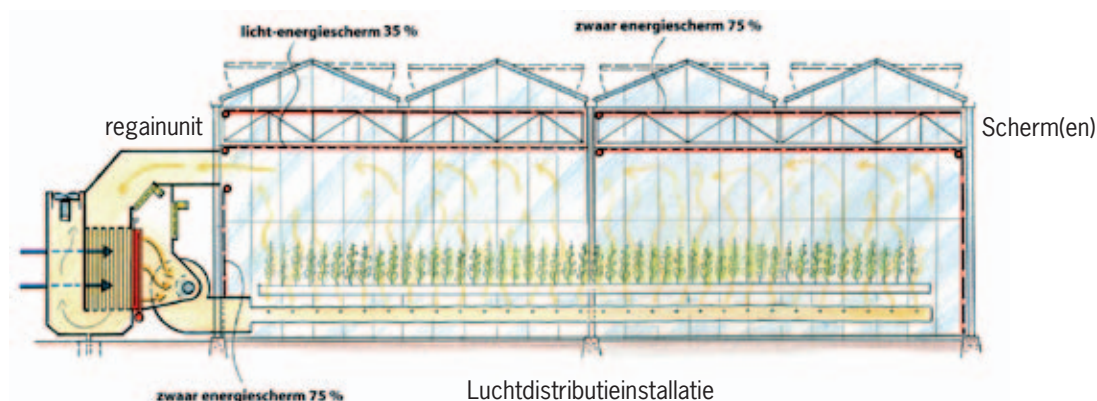 licht-energiescherm 35 %
zwaar energiescherm 75 %
regainunit
Scherm(en)
zwaar energiescherm 75 %
Luchtdistributieinstallatie